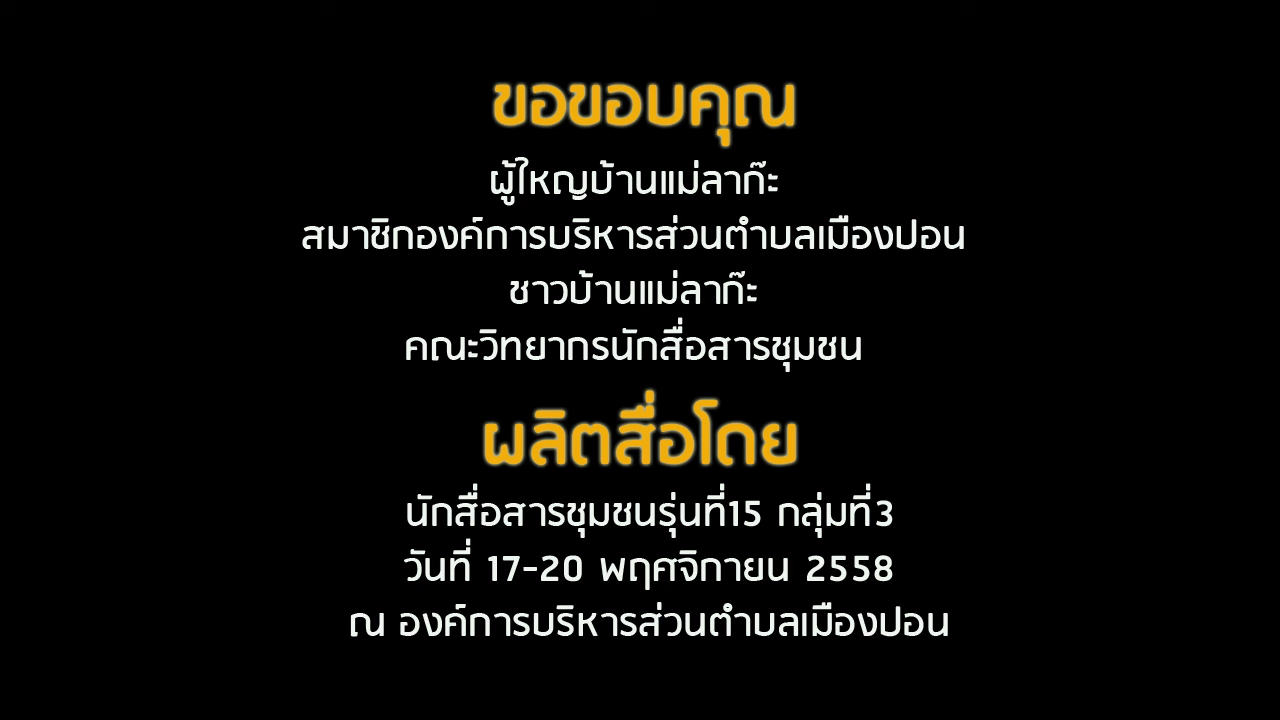 ขอขอบคุณ
ผู้ใหญบ้านแม่ลาก๊ะ
สมาชิกองค์การบริหารส่วนตำบลเมืองปอน
ชาวบ้านแม่ลาก๊ะ
คณะวิทยากรนักสื่อสารชุมชน
ผลิตสื่อโดย
นักสื่อสารชุมชนรุ่นที่15 กลุ่มที่3
วันที่ 17-20 พฤศจิกายน 2558
ณ องค์การบริหารส่วนตำบลเมืองปอน